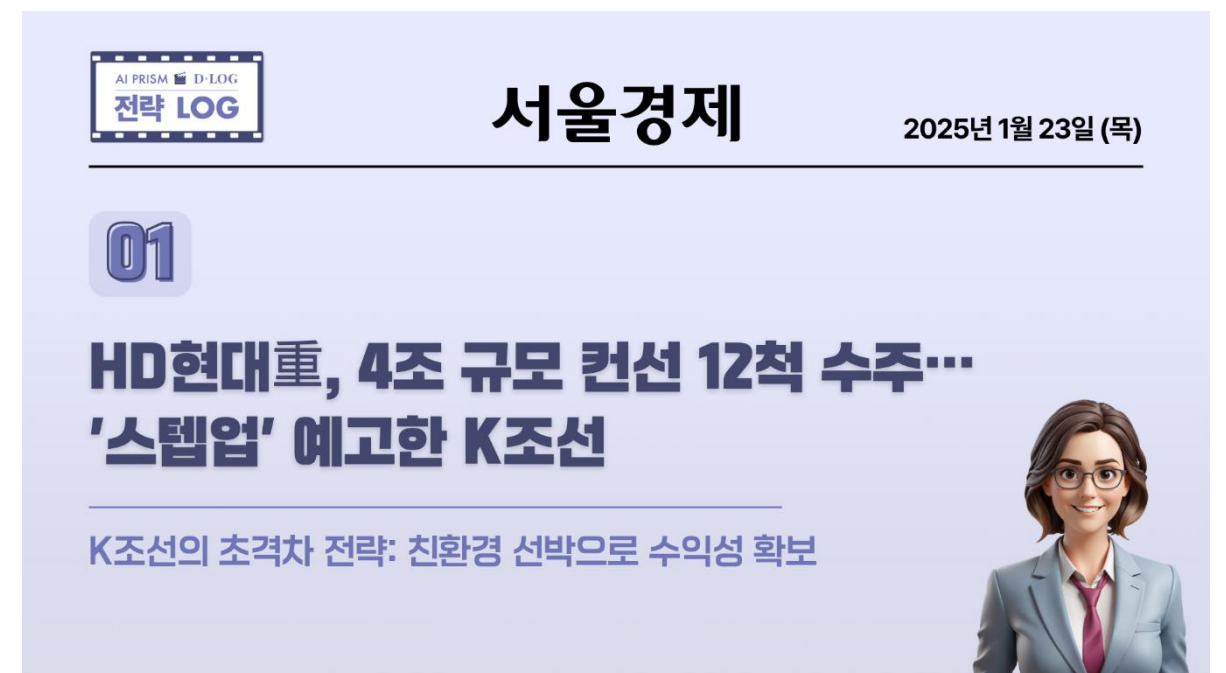 AI PRISM D·LOG
전략 LOG
서울경제
2025년 1월 23일 (목)
01
HD현대重, 4조 규모 컨선 12척 수주…
'스텝업' 예고한 K조선
K조선의 초격차 전략: 친환경 선박으로 수익성 확보